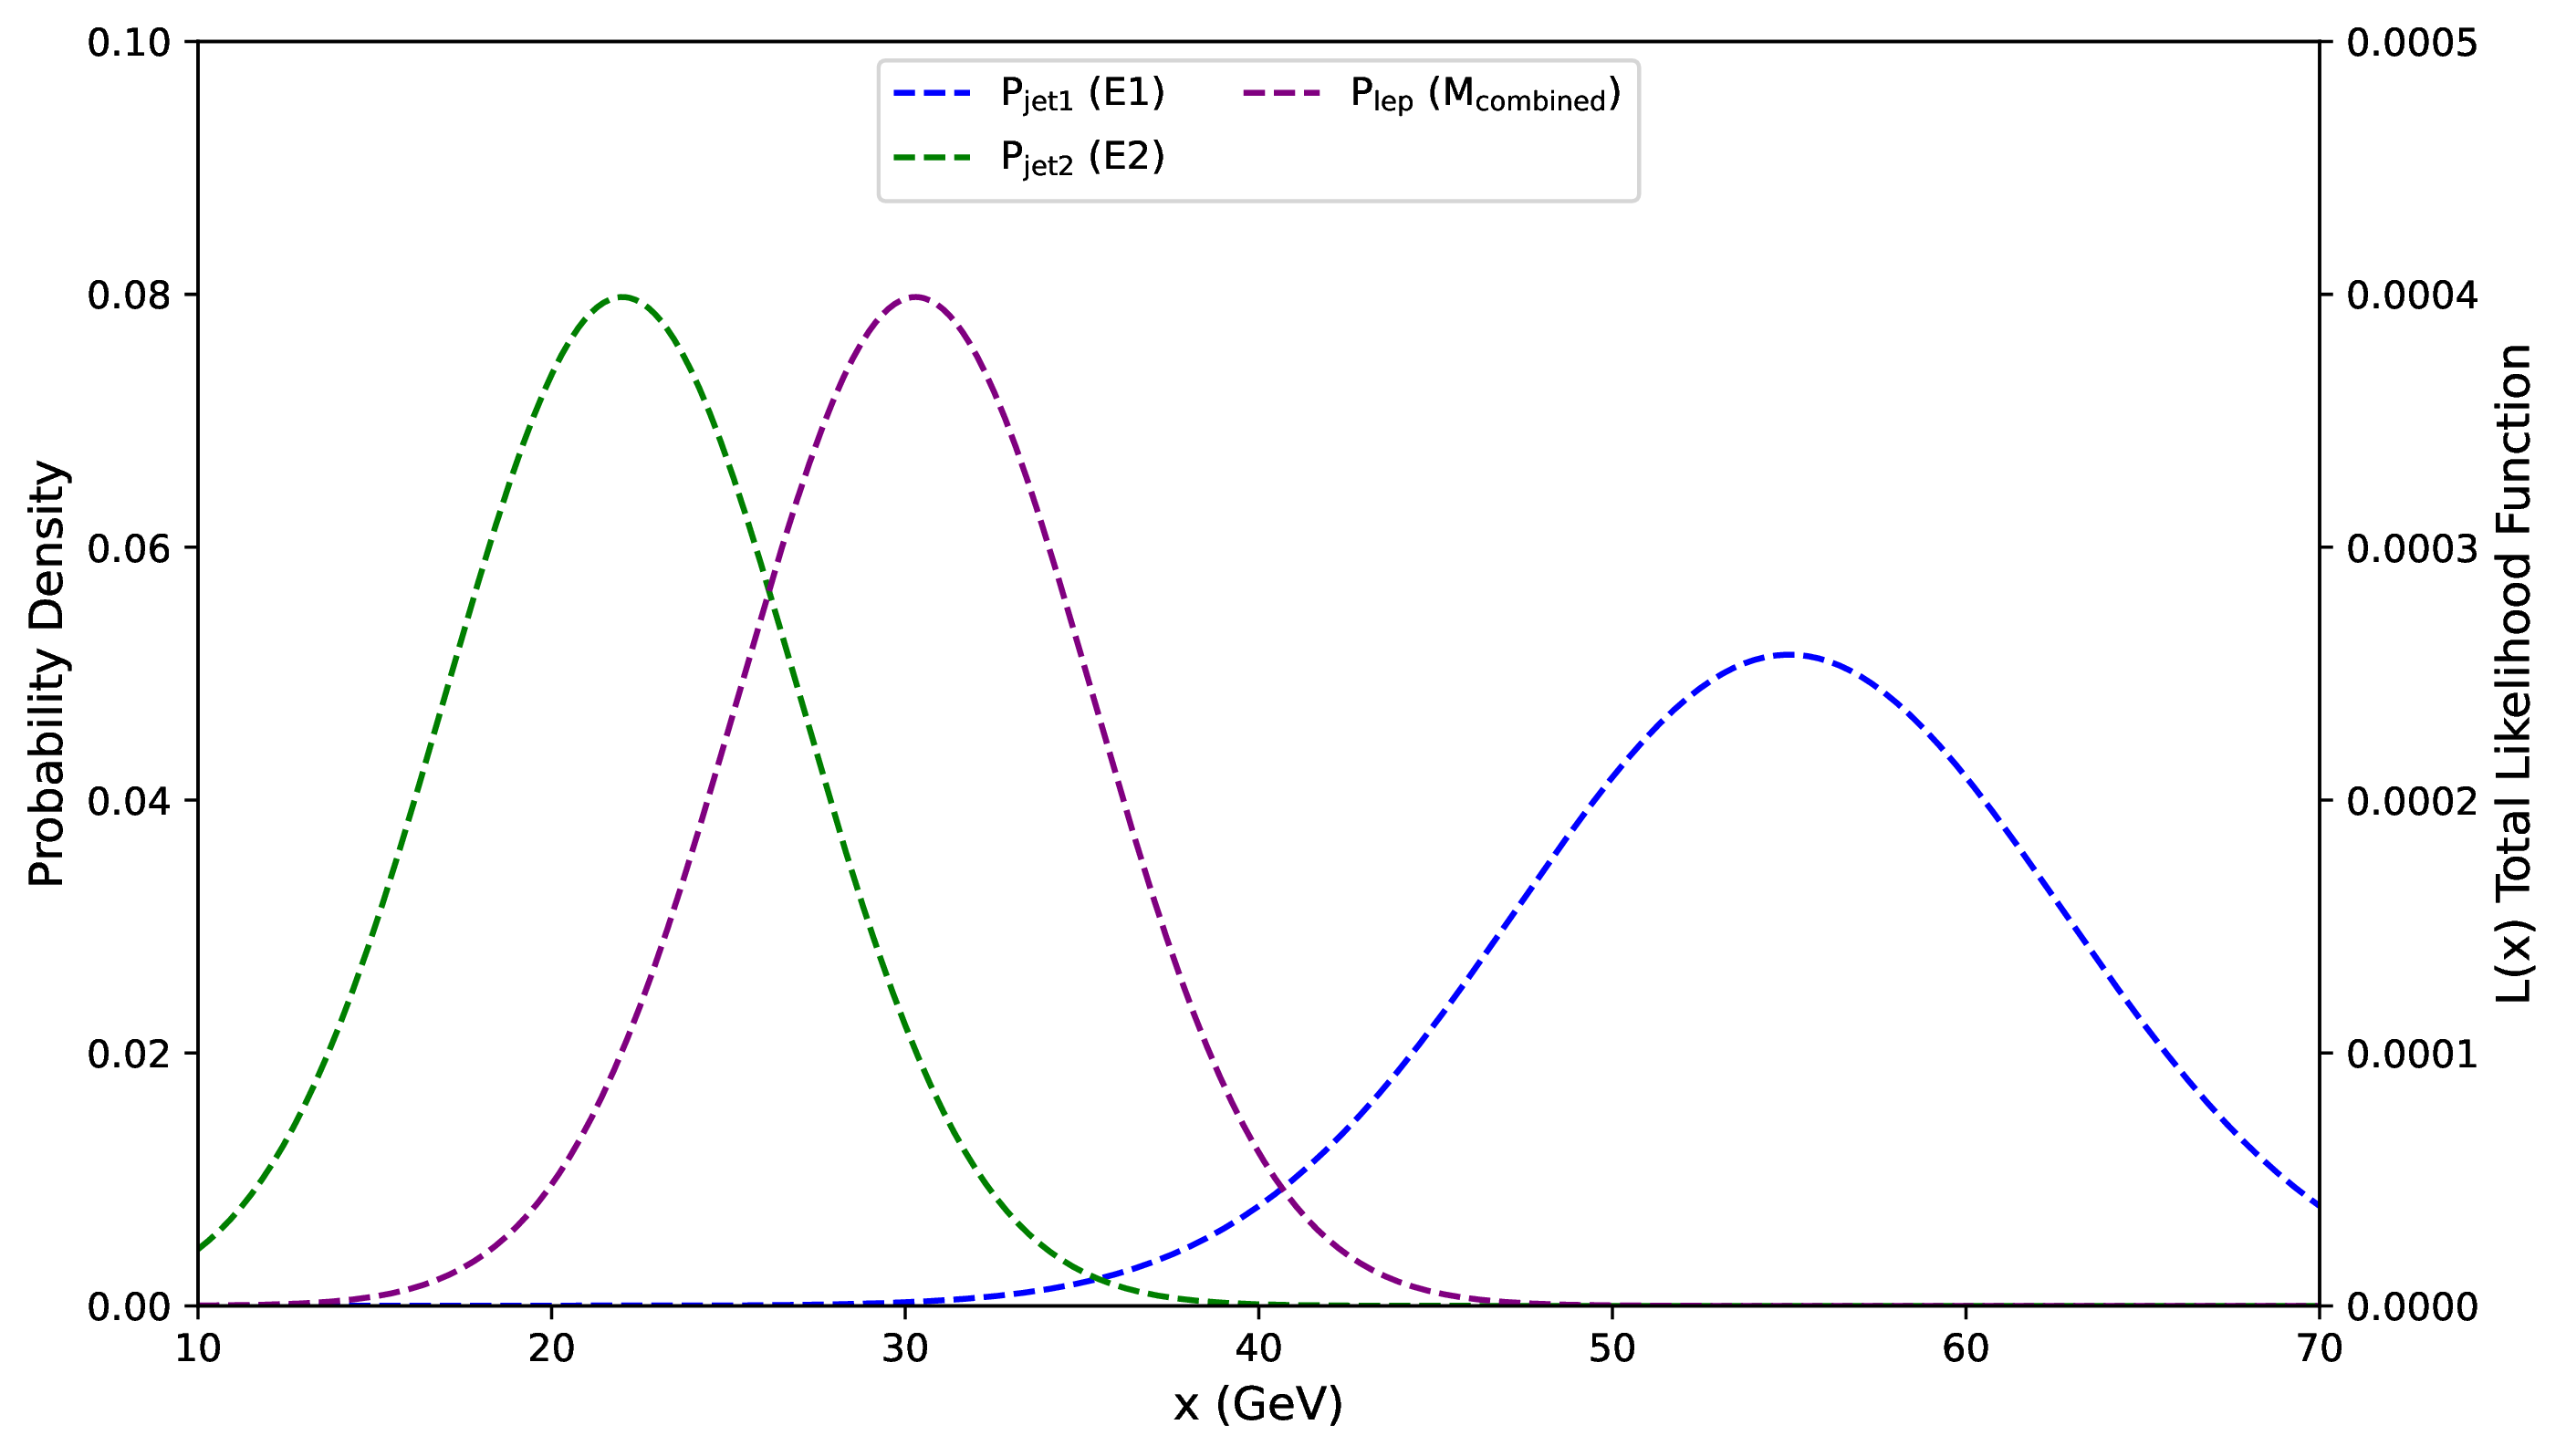 P_jet1 (E1)
P_jet2 (E2)
P_lep (M_combined)
Probability Density
0.10
0.08
0.06
0.04
0.02
0.00
10 20 30 40 50 60 70
x (GeV)
0.0005
0.0004
0.0003
0.0002
0.0001
0.0000
L(x) Total Likelihood Function